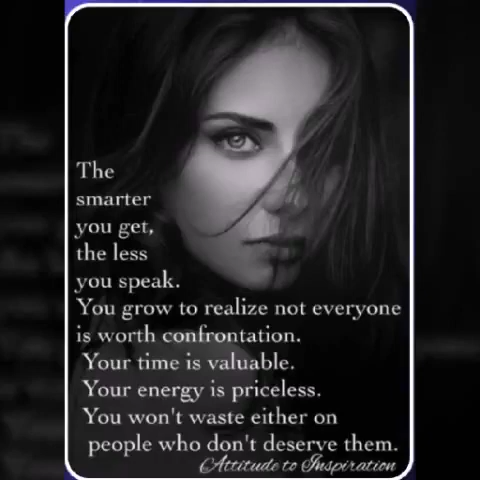 The
smarter
you get,
the less
you speak.
You grow to realize not everyone
is worth confrontation.
Your time is valuable.
Your energy is priceless.
You won't waste either on
people who don't deserve them.
Attitude to Inspiration